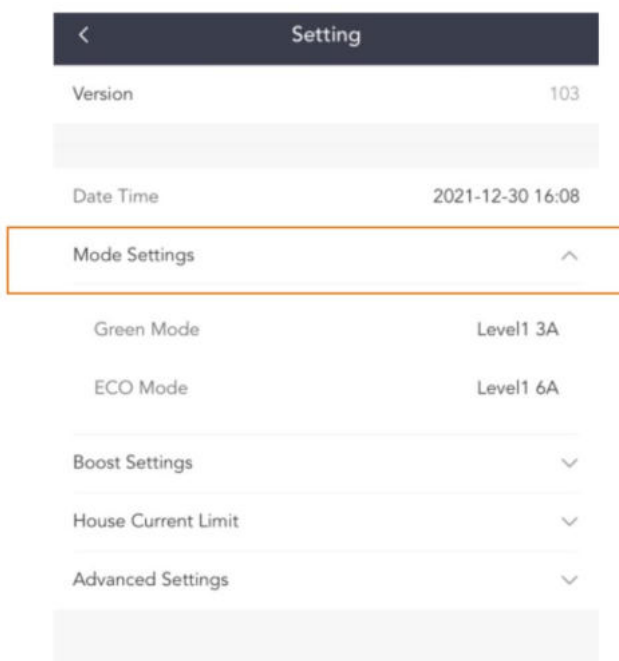 Setting
Version 103
Date Time 2021-12-30 16:08
Mode Settings
Green Mode Level1 3A
ECO Mode Level1 6A
Boost Settings
House Current Limit
Advanced Settings